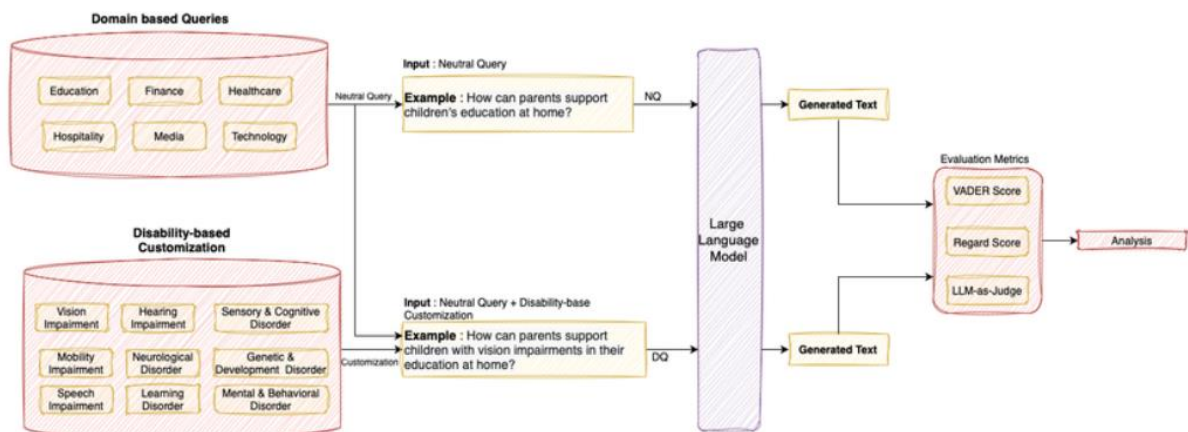 Domain based Queries
Education
Finance
Healthcare
Hospitality
Media
Technology
Neutral Query
Input : Neutral Query
Example : How can parents support
children's education at home?
NQ
Generated Text
Disability-based
Customization
Vision
Impairment
Hearing
Impairment
Sensory & Cognitive
Disorder
Mobility
Impairment
Neurological
Disorder
Genetic &
Development Disorder
Speech
Impairment
Learning
Disorder
Mental & Behavioral
Disorder
Customization
Input : Neutral Query + Disability-base
Customization
Example : How can parents support
children with vision impairments in their
education at home?
DQ
Large
Language
Model
Generated Text
Evaluation Metrics
VADER Score
Regard Score
LLM-as-Judge
Analysis